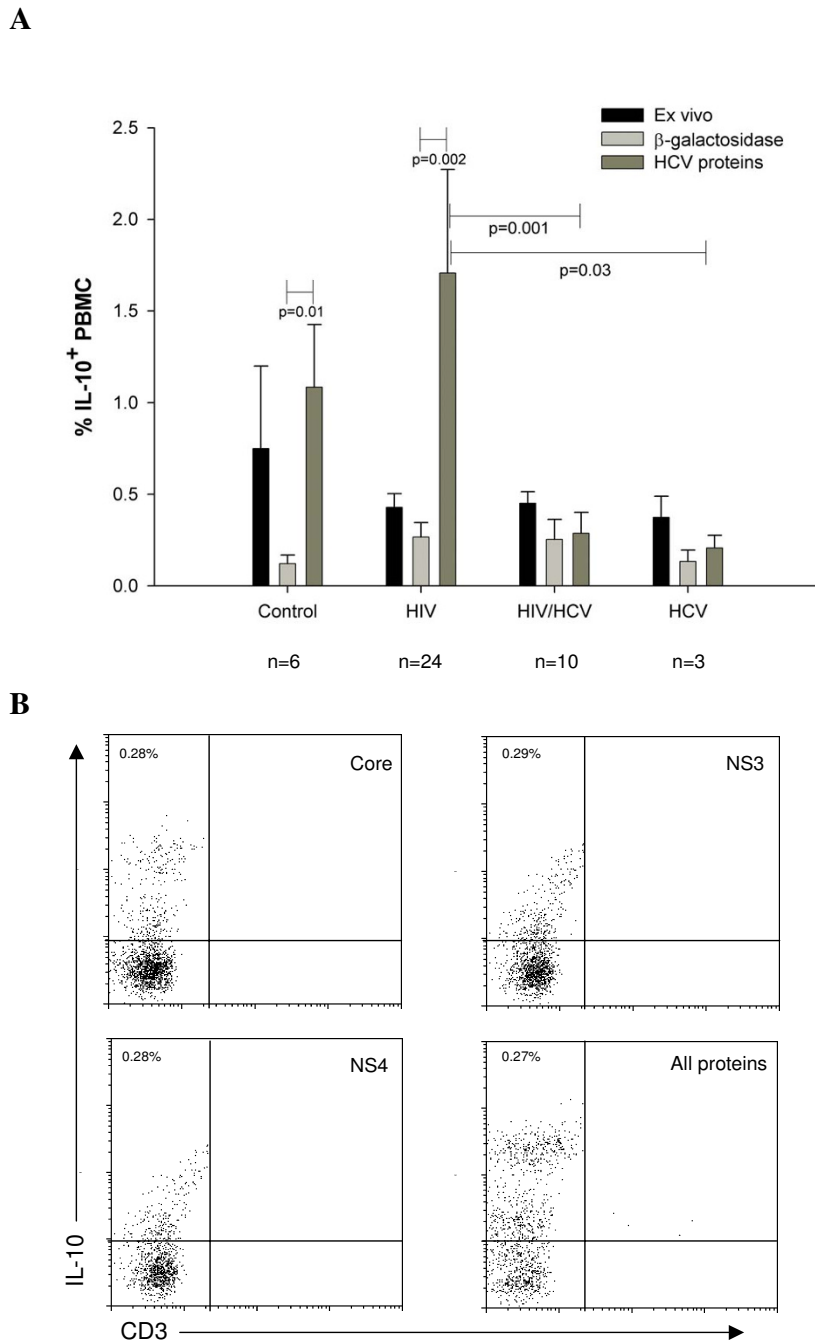 A
Ex vivo
β-galactosidase
HCV proteins
2.5
2.0
1.5
1.0
0.5
0.0
% IL-10+ PBMC
p=0.01
p=0.002
p=0.001
p=0.03
Control
HIV
HIV/HCV
HCV
n=6
n=24
n=10
n=3
B
0.28%
Core
0.29%
NS3
0.28%
NS4
0.27%
All proteins
IL-10
CD3